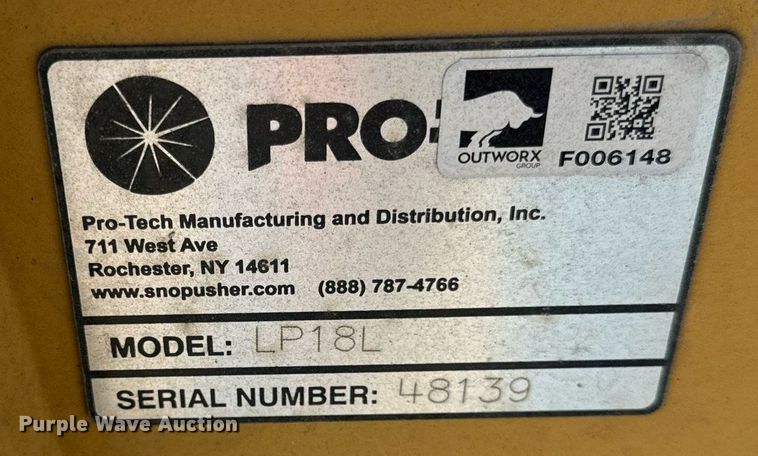 PRO-
OUTWORX
GROUP
F006148
Pro-Tech Manufacturing and Distribution, Inc.
711 West Ave
Rochester, NY 14611
www.snopusher.com (888) 787-4766
MODEL: LP18L
SERIAL NUMBER: 48139
Purple Wave Auction